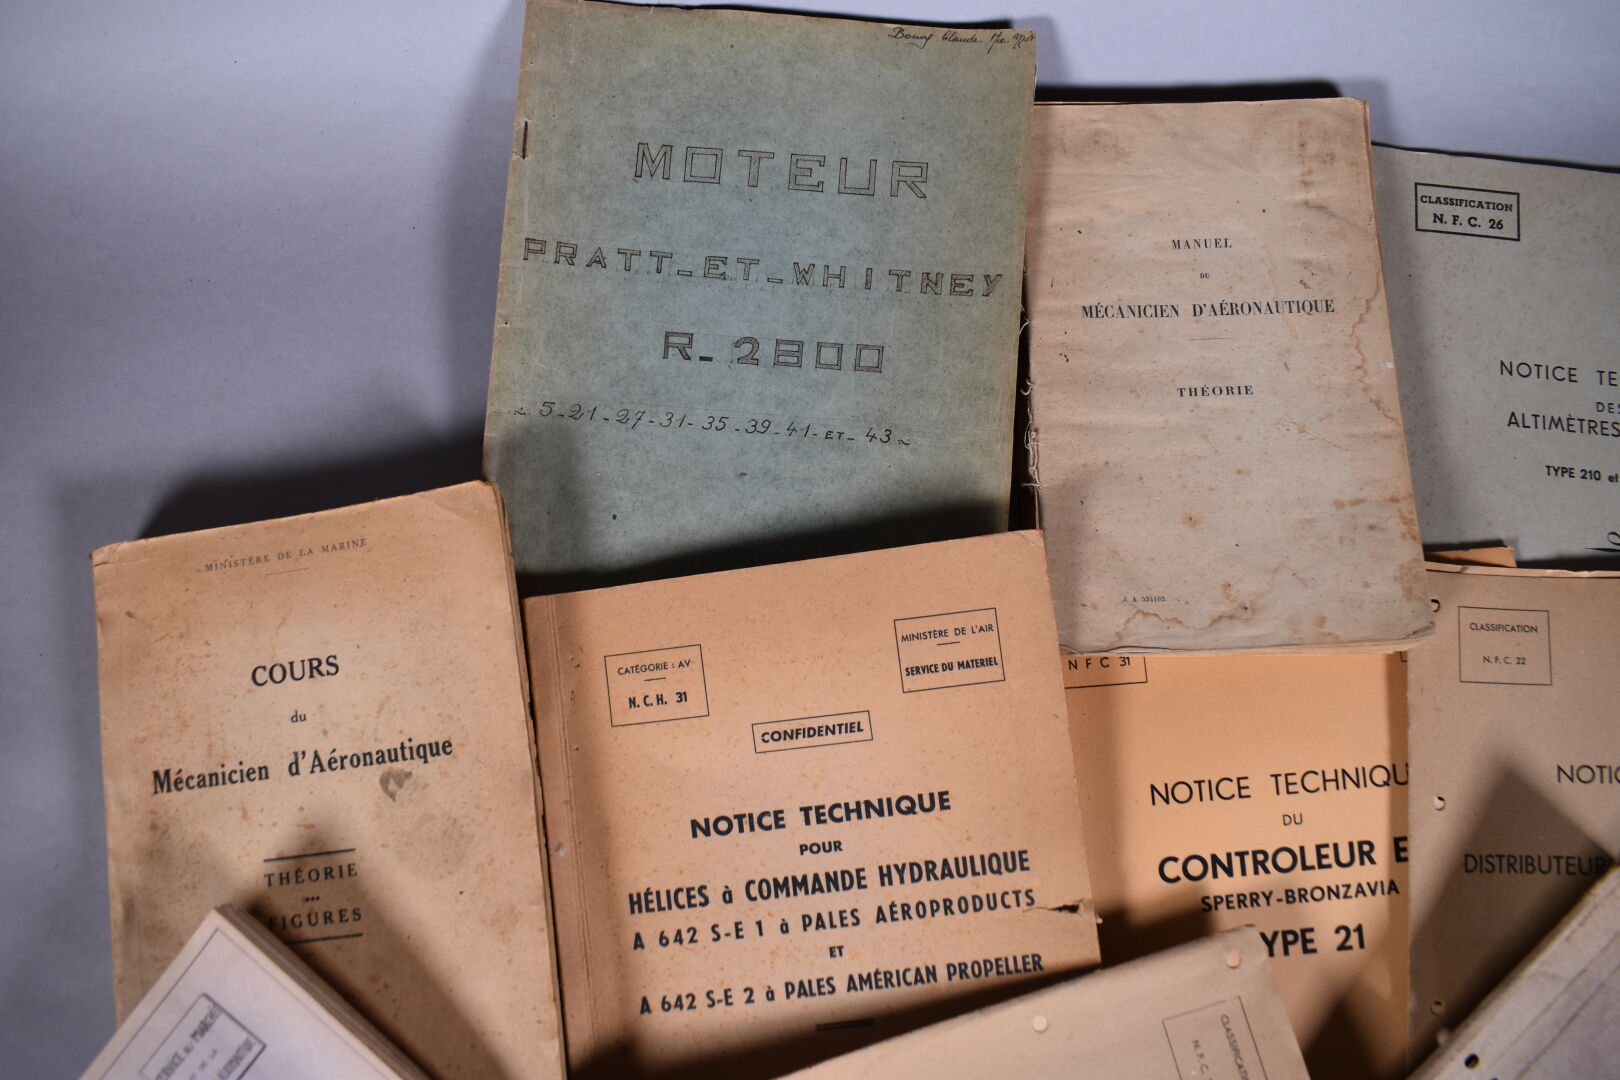 MOTEUR
PRATT-ET-WHITNEY
R-2800
~ 5-21-27-31-35-39-41-ET-43 ~
MANUEL
DU
MÉCANICIEN D'AÉRONAUTIQUE
THÉORIE
J. A. 534102.
CLASSIFICATION
N. F. C. 26
NOTICE TE
DES
ALTIMÈTRES
TYPE 210 et
MINISTÈRE DE LA MARINE
COURS
du
Mécanicien d'Aéronautique
THÉORIE
FIGURES
CATÉGORIE : AV
N. C. H. 31
MINISTÈRE DE L'AIR
SERVICE DU MATERIEL
CONFIDENTIEL
NOTICE TECHNIQUE
POUR
HÉLICES à COMMANDE HYDRAULIQUE
A 642 S-E 1 à PALES AÉROPRODUCTS
ET
A 642 S-E 2 à PALES AMÉRICAN PROPELLER
N F C 31
NOTICE TECHNIQU
DU
CONTROLEUR E
SPERRY-BRONZAVIA
YPE 21
CLASSIFICATION
N. F. C. 22
NOTIC
DISTRIBUTEUR
CLASSIFICATI
N. F. C.